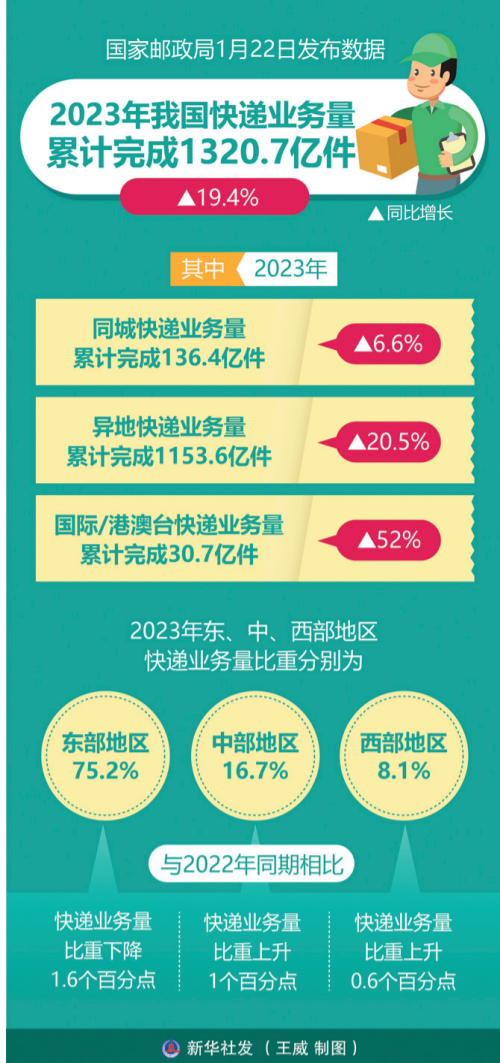 国家邮政局1月22日发布数据
2023年我国快递业务量
累计完成1320.7亿件
▲19.4%
▲同比增长
其中 2023年
同城快递业务量
累计完成136.4亿件
▲6.6%
异地快递业务量
累计完成1153.6亿件
▲20.5%
国际/港澳台快递业务量
累计完成30.7亿件
▲52%
2023年东、中、西部地区
快递业务量比重分别为
东部地区
75.2%
中部地区
16.7%
西部地区
8.1%
与2022年同期相比
快递业务量
比重下降
1.6个百分点
快递业务量
比重上升
1个百分点
快递业务量
比重上升
0.6个百分点
新华社发（王威 制图）